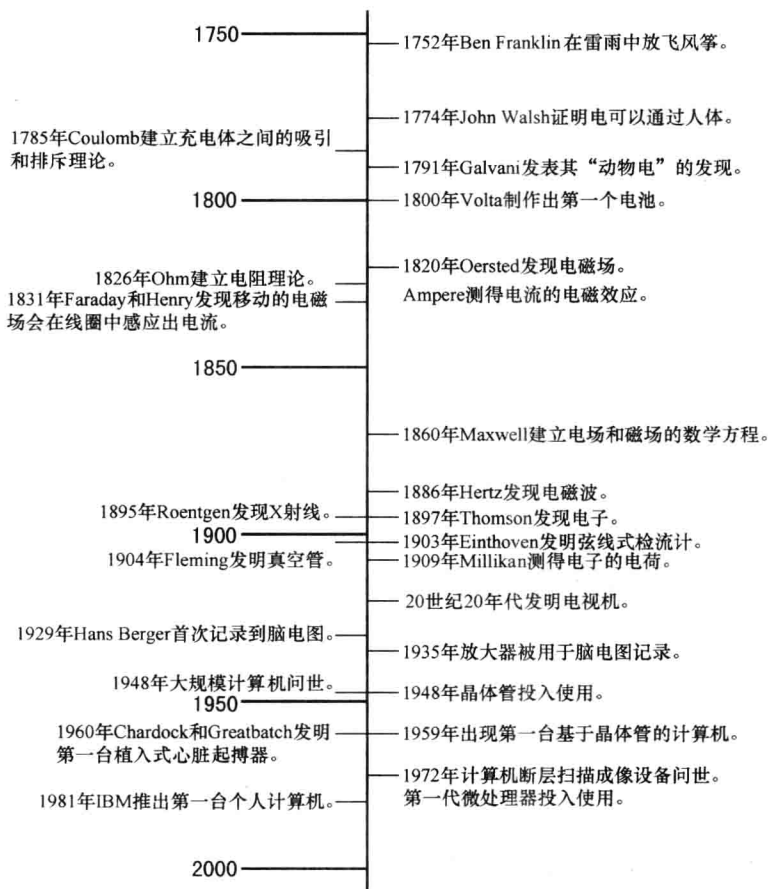 1750
1752年Ben Franklin在雷雨中放飞风筝。
1774年John Walsh证明电可以通过人体。
1785年Coulomb建立充电体之间的吸引
和排斥理论。
1791年Galvani发表其“动物电”的发现。
1800
1800年Volta制作出第一个电池。
1820年Oersted发现电磁场。
Ampere测得电流的电磁效应。
1826年Ohm建立电阻理论。
1831年Faraday和Henry发现移动的电磁
场会在线圈中感应出电流。
1850
1860年Maxwell建立电场和磁场的数学方程。
1886年Hertz发现电磁波。
1895年Roentgen发现X射线。
1897年Thomson发现电子。
1900
1903年Einthoven发明弦线式检流计。
1904年Fleming发明真空管。
1909年Millikan测得电子的电荷。
20世纪20年代发明电视机。
1929年Hans Berger首次记录到脑电图。
1935年放大器被用于脑电图记录。
1948年大规模计算机问世。
1948年晶体管投入使用。
1950
1960年Chardock和Greatbatch发明
第一台植入式心脏起搏器。
1959年出现第一台基于晶体管的计算机。
1972年计算机断层扫描成像设备问世。
第一代微处理器投入使用。
1981年IBM推出第一台个人计算机。
2000